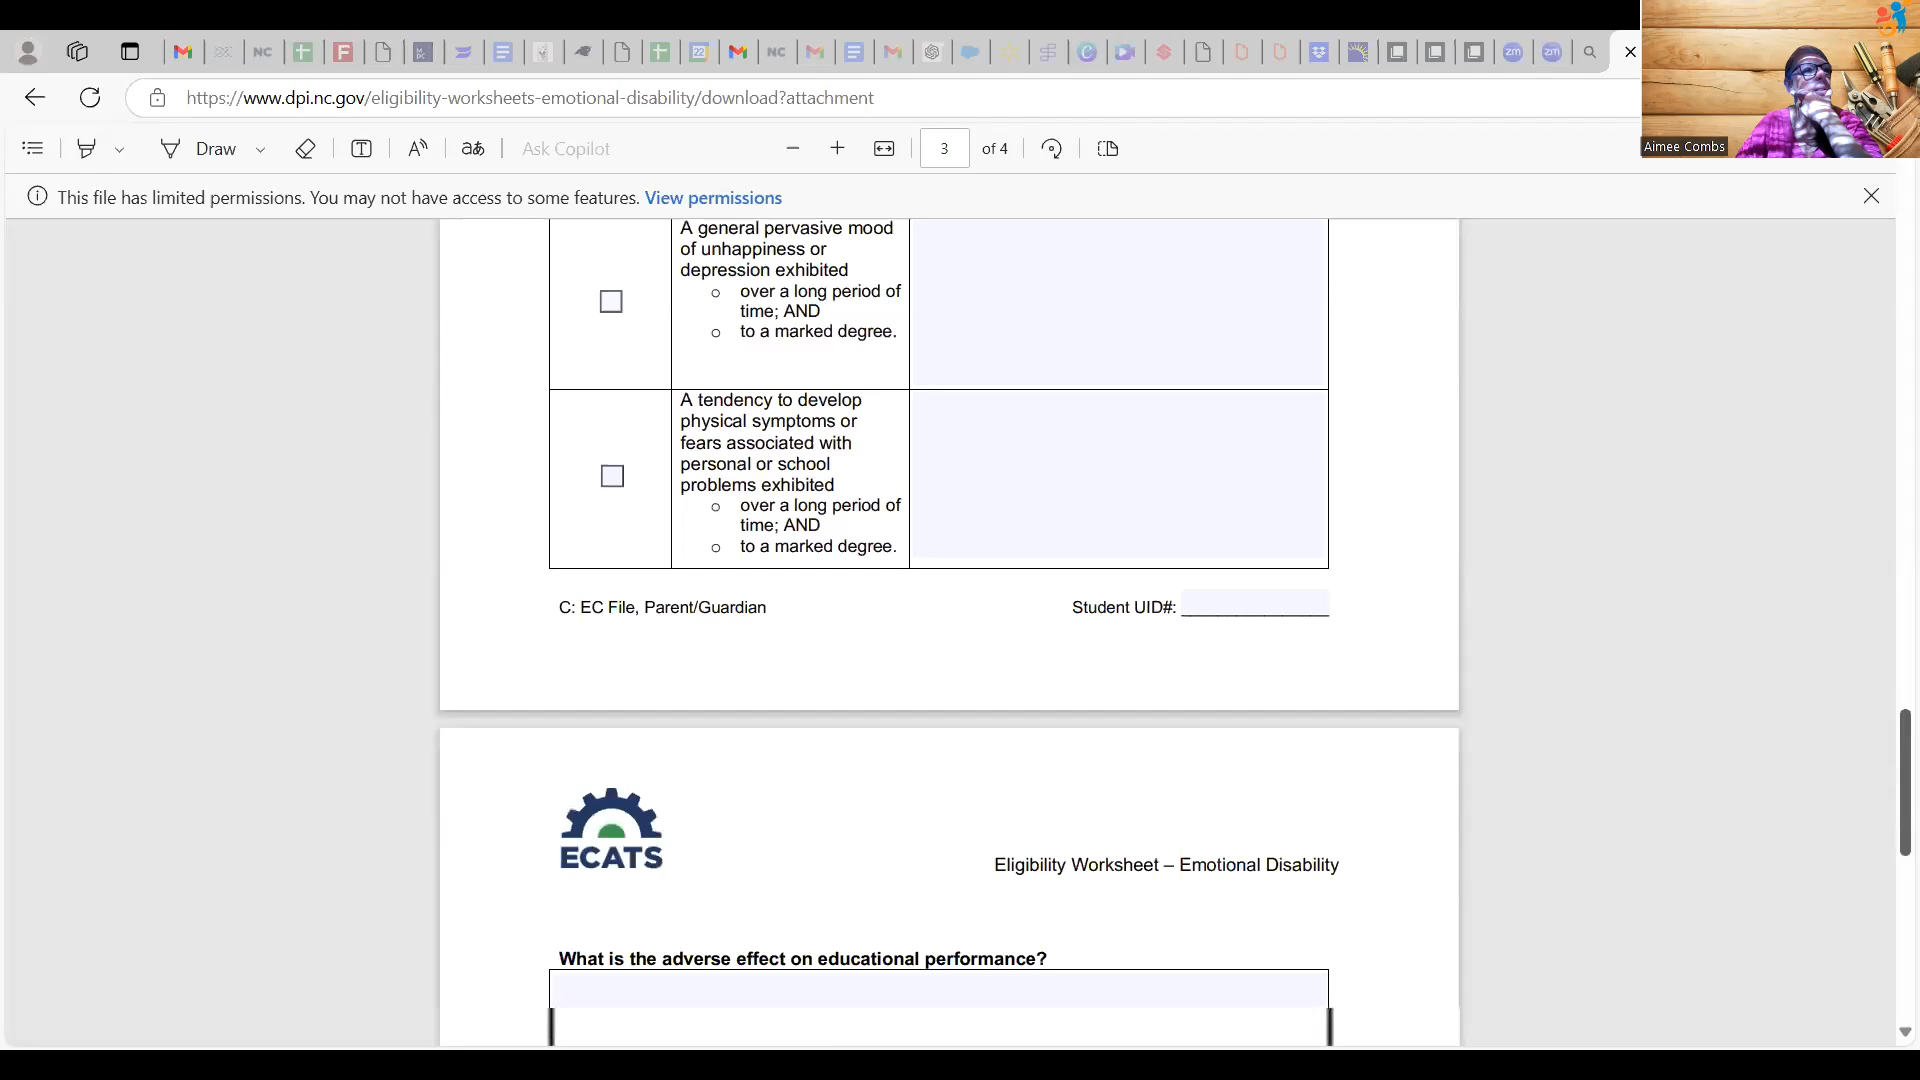 https://www.dpi.nc.gov/eligibility-worksheets-emotional-disability/download?attachment
Aimee Combs
Draw
Ask Copilot
3 of 4
This file has limited permissions. You may not have access to some features. View permissions
A general pervasive mood
of unhappiness or
depression exhibited
o over a long period of
time; AND
o to a marked degree.
A tendency to develop
physical symptoms or
fears associated with
personal or school
problems exhibited
o over a long period of
time; AND
o to a marked degree.
C: EC File, Parent/Guardian Student UID#:
ECATS
Eligibility Worksheet – Emotional Disability
What is the adverse effect on educational performance?